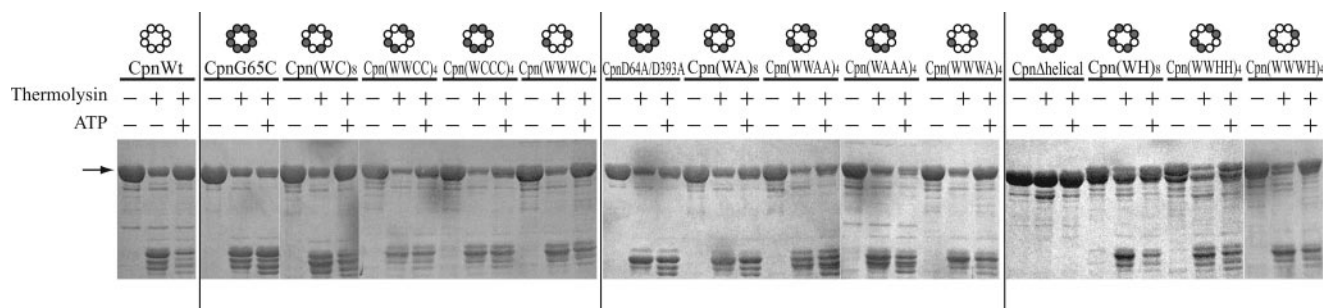 CpnWt CpnG65C Cpn(WC)8 Cpn(WWCC)4 Cpn(WCCC)4 Cpn(WWWC)4 CpnD64A/D393A Cpn(WA)8 Cpn(WWAA)4 Cpn(WAAA)4 Cpn(WWWA)4 CpnΔhelical Cpn(WH)8 Cpn(WWHH)4 Cpn(WWWH)4
Thermolysin − + + − + + − + + − + + − + + − + + − + + − + + − + + − + + − + + − + + − + + − + + − + +
ATP − − + − − + − − + − − + − − + − − + − − + − − + − − + − − + − − + − − + − − + − − + − − +